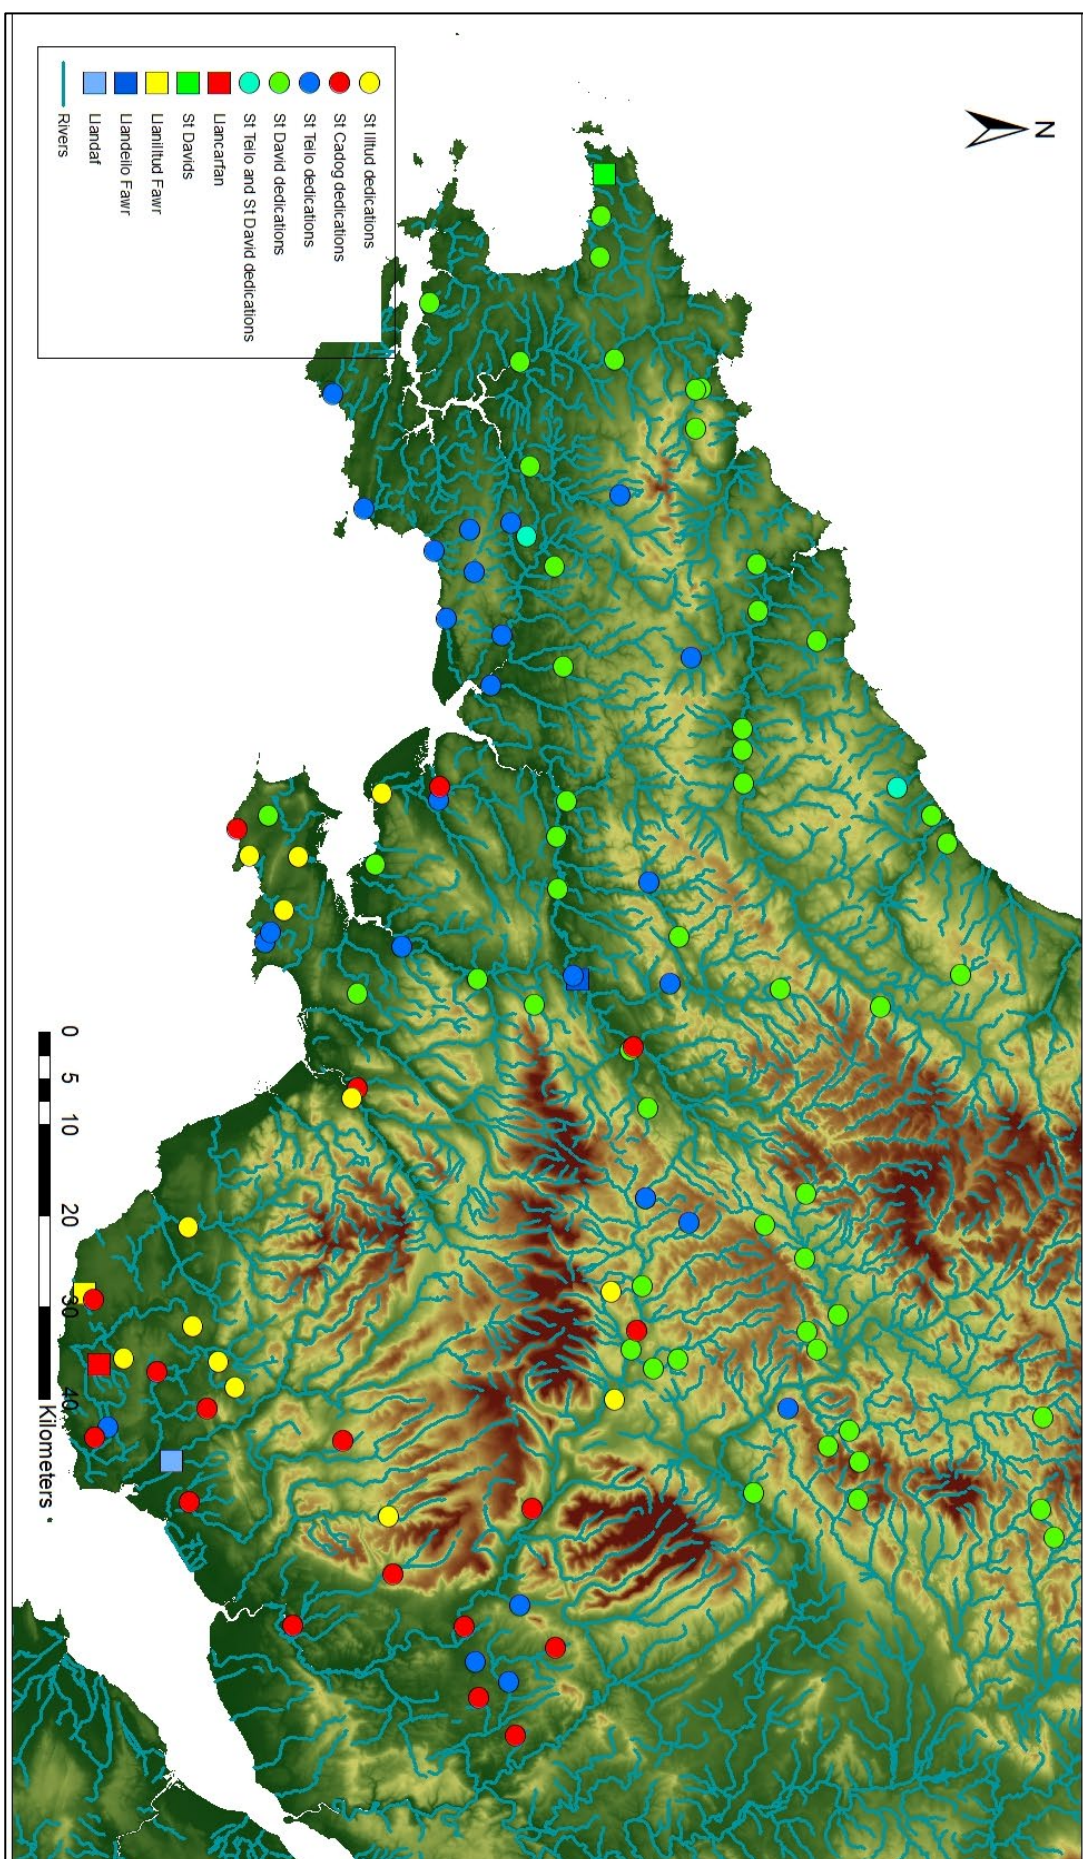 N
St Illtud dedications
St Cadog dedications
St Teilo dedications
St David dedications
St Teilo and St David dedications
Llancarfan
St Davids
Llanilltud Fawr
Llandeilo Fawr
Llandaf
Rivers
0 5 10 20 30 40
Kilometers